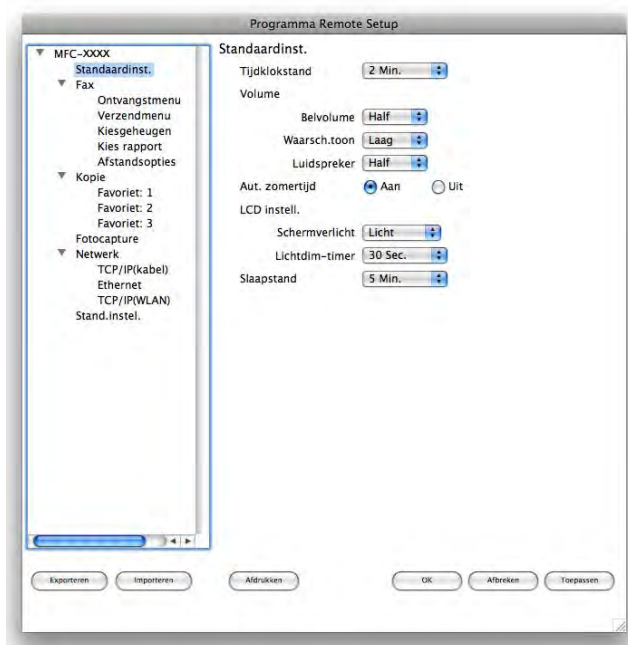 Programma Remote Setup
MFC-XXXX
Standaardinst.
Fax
Ontvangstmenu
Verzendmenu
Kiesgeheugen
Kies rapport
Afstandsopties
Kopie
Favoriet: 1
Favoriet: 2
Favoriet: 3
Fotocapture
Netwerk
TCP/IP(kabel)
Ethernet
TCP/IP(WLAN)
Stand.instel.
Standaardinst.
Tijdklokstand 2 Min.
Volume
Belvolume Half
Waarsch.toon Laag
Luidspreker Half
Aut. zomertijd Aan Uit
LCD instell.
Schermverlicht Licht
Lichtdim-timer 30 Sec.
Slaapstand 5 Min.
Exporteren Importeren Afdrukken OK Afbreken Toepassen